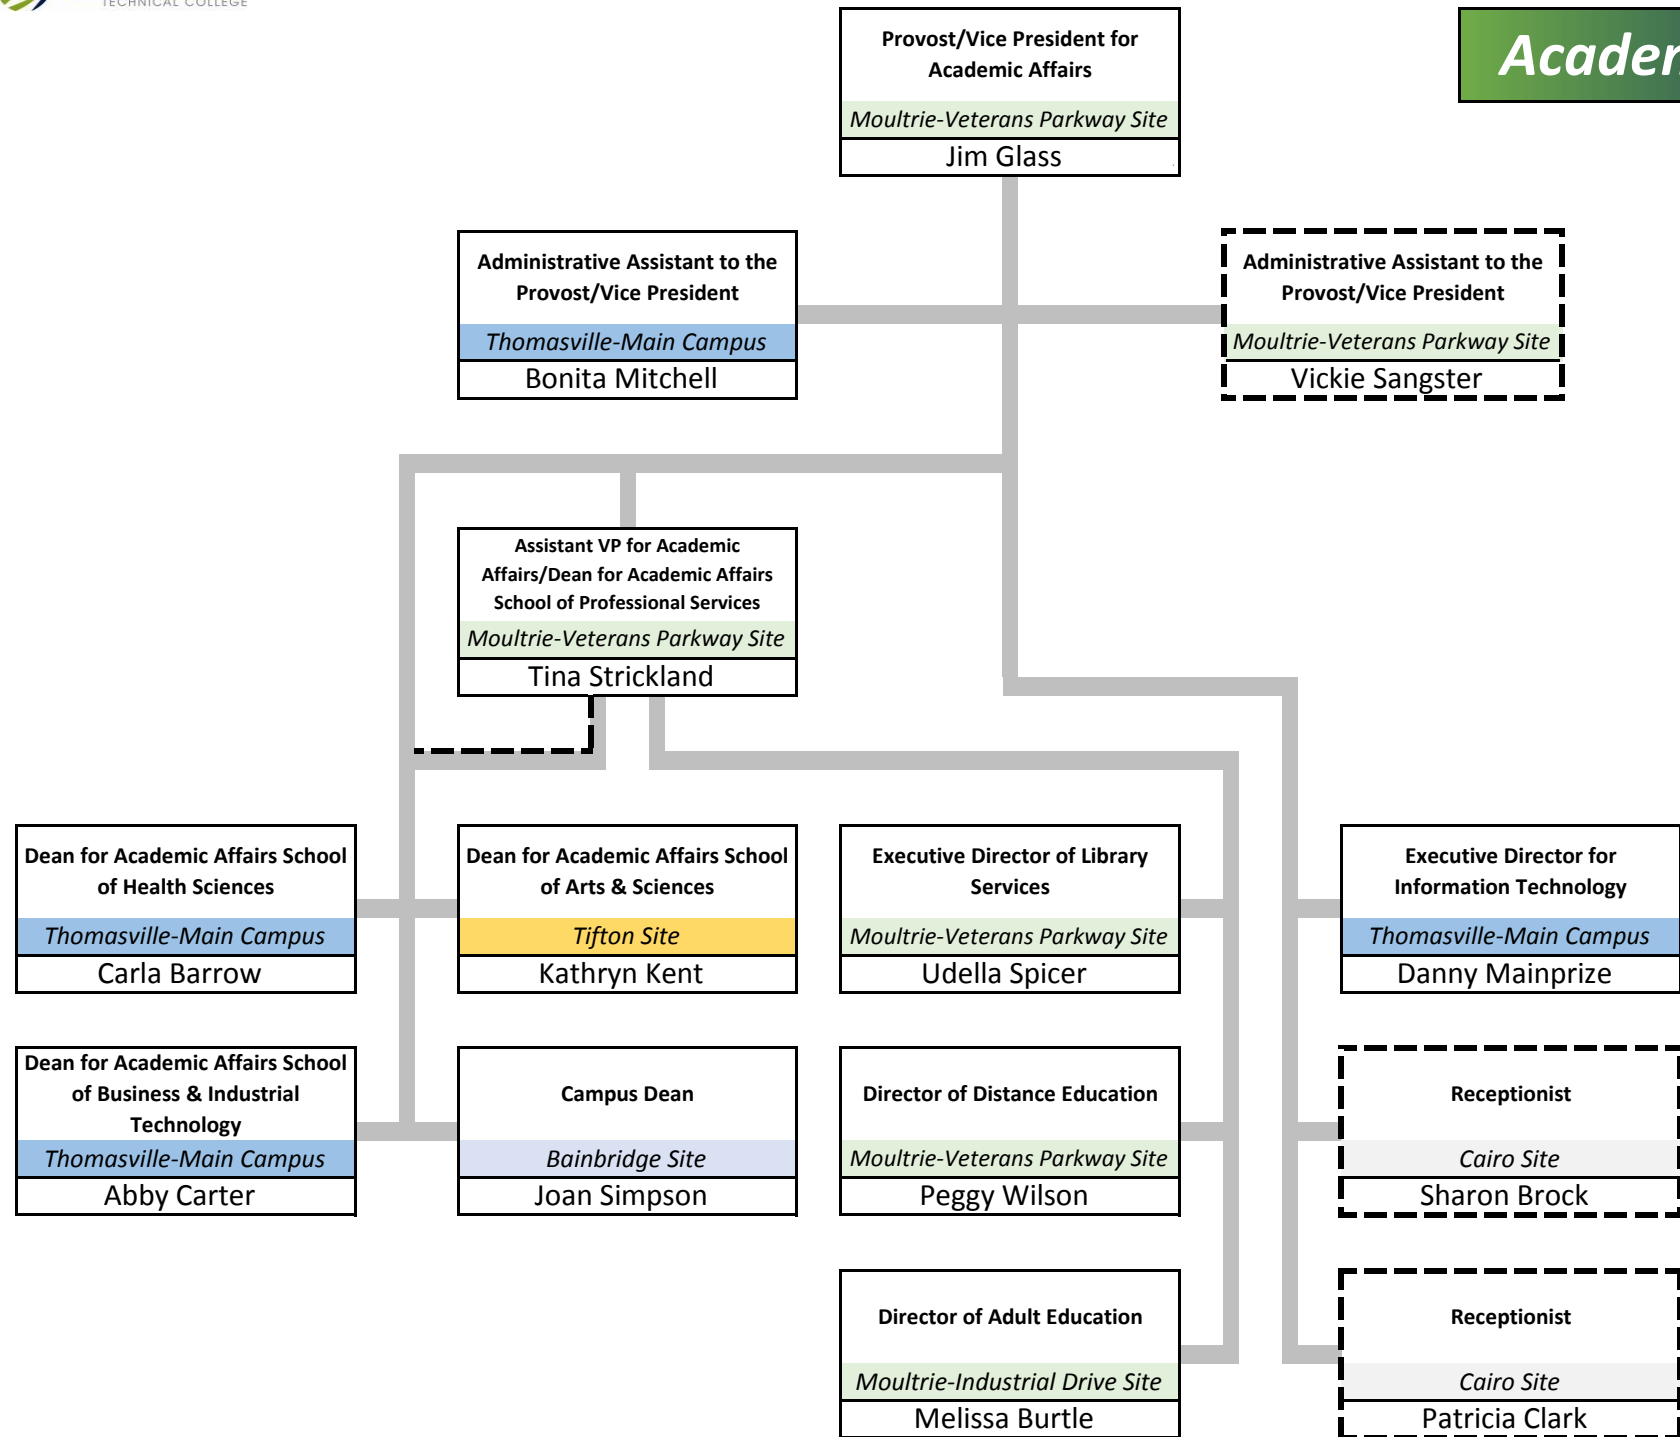 TECHNICAL COLLEGE
Provost/Vice President for
Academic Affairs
Moultrie-Veterans Parkway Site
Jim Glass
Administrative Assistant to the
Provost/Vice President
Thomasville-Main Campus
Bonita Mitchell
Administrative Assistant to the
Provost/Vice President
Moultrie-Veterans Parkway Site
Vickie Sangster
Assistant VP for Academic
Affairs/Dean for Academic Affairs
School of Professional Services
Moultrie-Veterans Parkway Site
Tina Strickland
Dean for Academic Affairs School
of Health Sciences
Thomasville-Main Campus
Carla Barrow
Dean for Academic Affairs School
of Arts & Sciences
Tifton Site
Kathryn Kent
Executive Director of Library
Services
Moultrie-Veterans Parkway Site
Udella Spicer
Executive Director for
Information Technology
Thomasville-Main Campus
Danny Mainprize
Dean for Academic Affairs School
of Business & Industrial
Technology
Thomasville-Main Campus
Abby Carter
Campus Dean
Bainbridge Site
Joan Simpson
Director of Distance Education
Moultrie-Veterans Parkway Site
Peggy Wilson
Receptionist
Cairo Site
Sharon Brock
Director of Adult Education
Moultrie-Industrial Drive Site
Melissa Burtle
Receptionist
Cairo Site
Patricia Clark